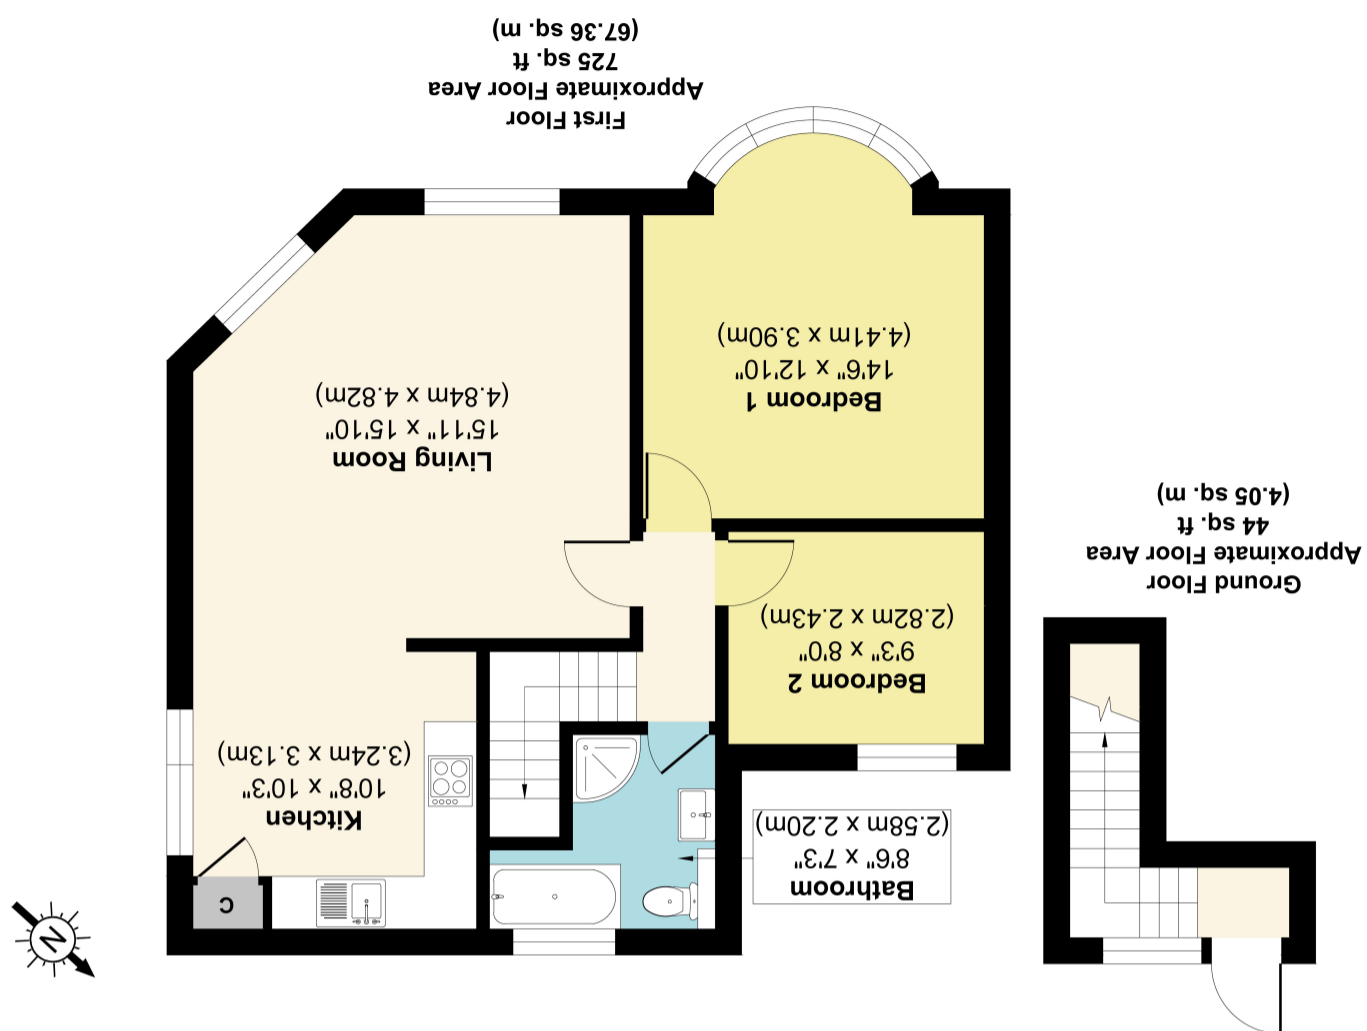 Ground Floor
Approximate Floor Area
44 sq. ft
(4.05 sq. m)
Bathroom
8'6" x 7'3"
(2.58m x 2.20m)
N
C
Kitchen
10'8" x 10'3"
(3.24m x 3.13m)
Bedroom 2
9'3" x 8'0"
(2.82m x 2.43m)
Living Room
15'11" x 15'10"
(4.84m x 4.82m)
Bedroom 1
14'6" x 12'10"
(4.41m x 3.90m)
First Floor
Approximate Floor Area
725 sq. ft
(67.36 sq. m)